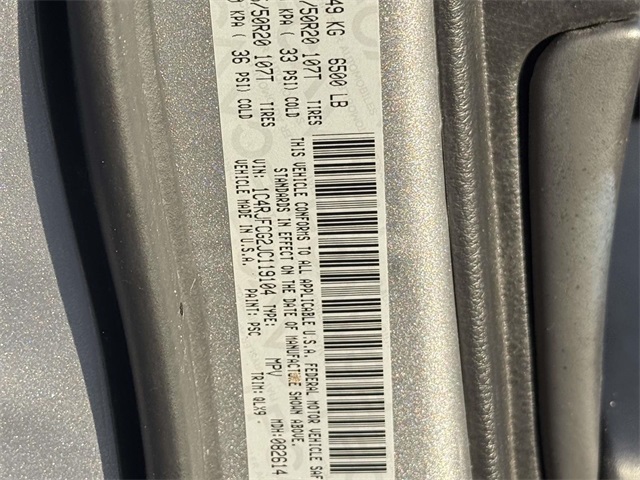 49 KG 6500 LB
/50R20 107T TIRES
KPA ( 33 PSI) COLD
/50R20 107T TIRES
KPA ( 36 PSI) COLD
THIS VEHICLE CONFORMS TO ALL APPLICABLE U.S.A. FEDERAL MOTOR VEHICLE SAF
STANDARDS IN EFFECT ON THE DATE OF MANUFACTURE SHOWN ABOVE.
VIN: 1C4RJFCG2JC119104 TYPE: MPV MDH:082614
VEHICLE MADE IN U.S.A. PAINT: PSC TRIM: QLX9 -